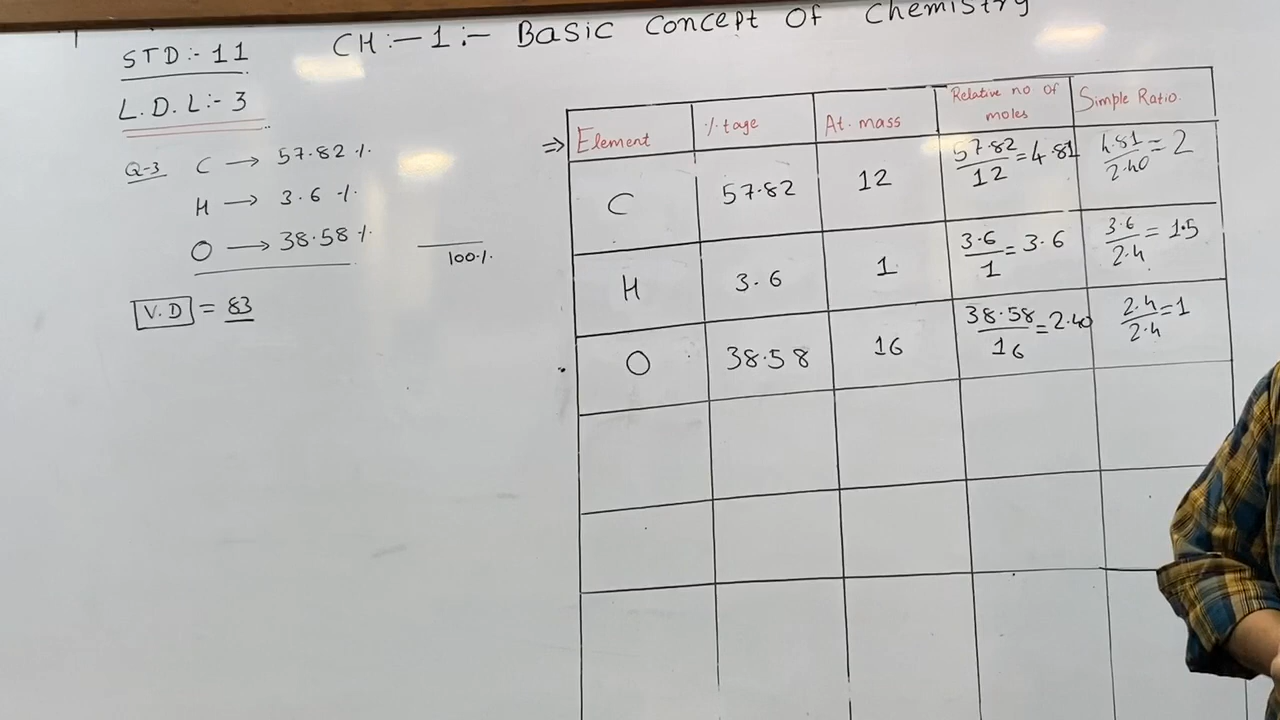 CH:-1:- Basic Concept Of Chemistry
STD:-11
L.D.L:-3
Q-3 C → 57.82 %
H → 3.6 %
O → 38.58 %
100%
V.D = 83
⇒ Element %tage At. mass Relative no of moles Simple Ratio.
C 57.82 12 57.82/12 = 4.81 4.81/2.40 = 2
H 3.6 1 3.6/1 = 3.6 3.6/2.4 = 1.5
O 38.58 16 38.58/16 = 2.40 2.4/2.4 = 1